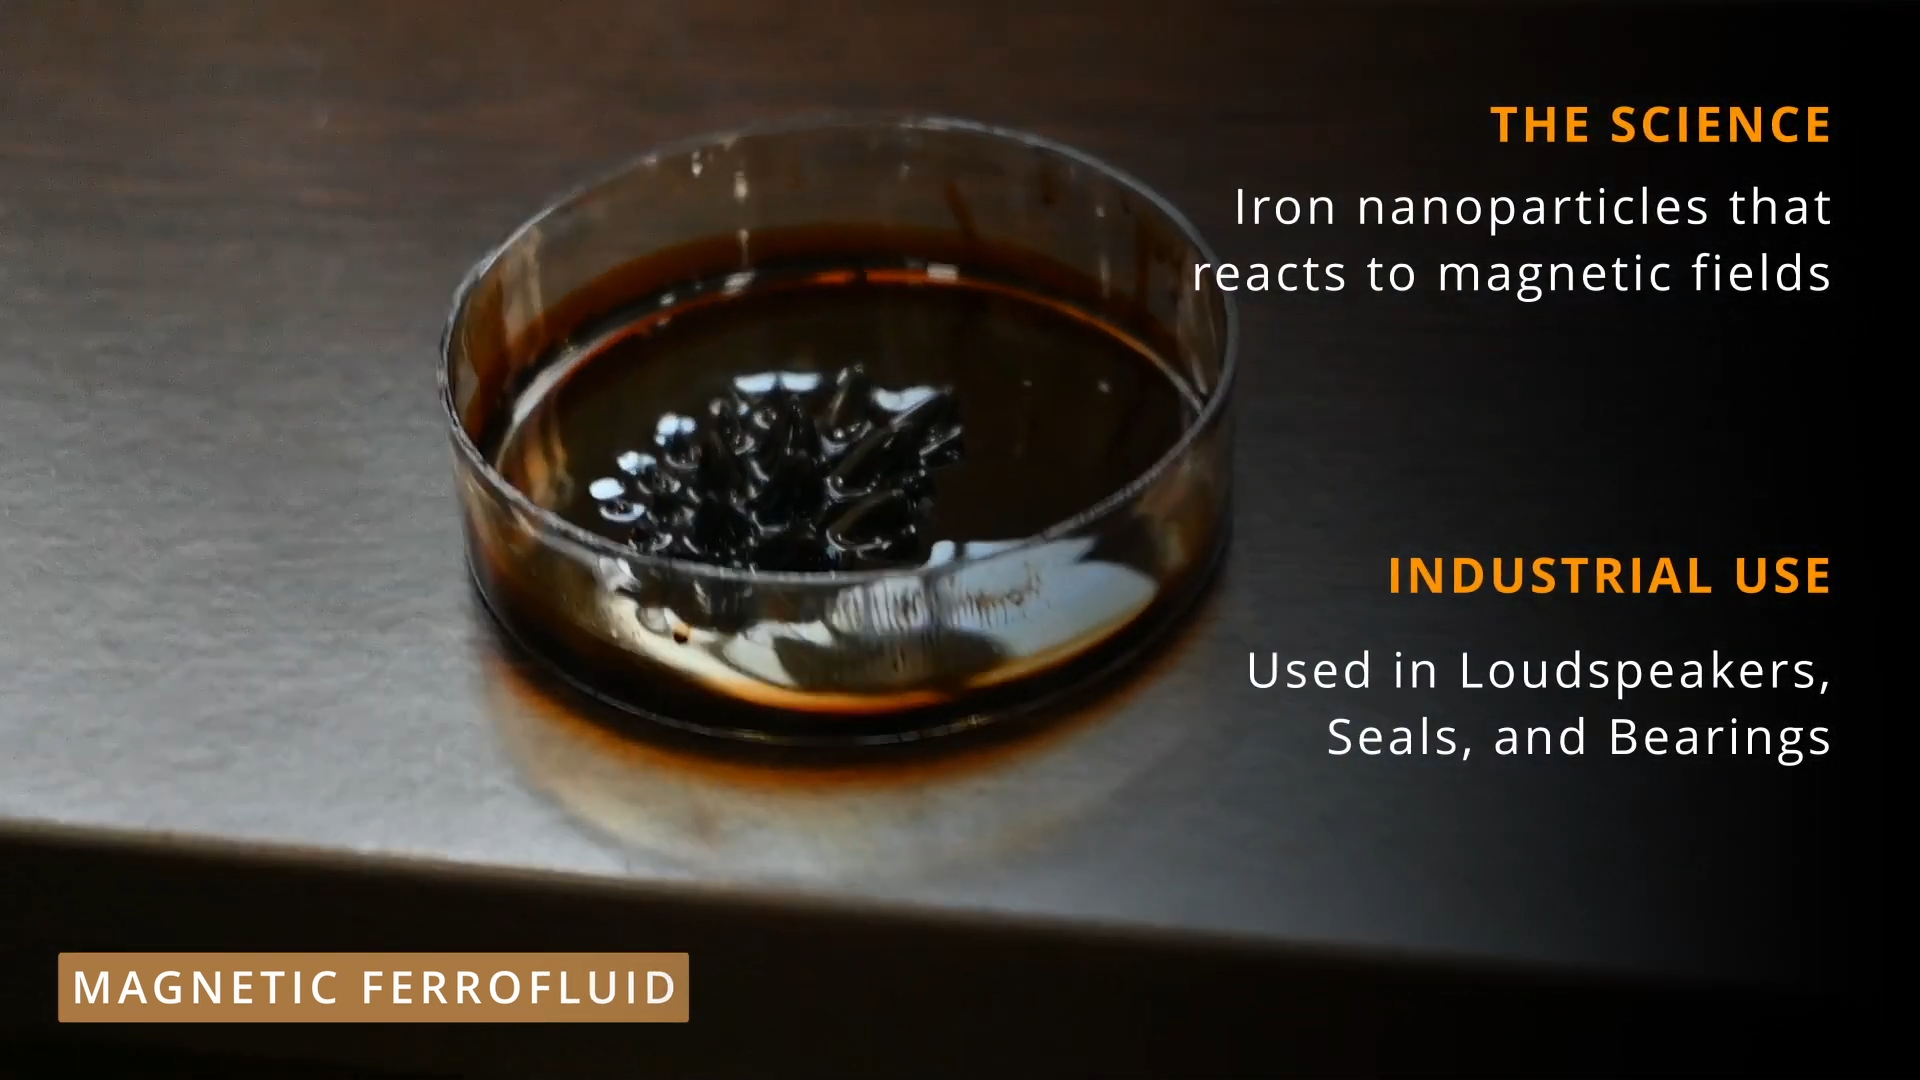 THE SCIENCE
Iron nanoparticles that
reacts to magnetic fields
INDUSTRIAL USE
Used in Loudspeakers,
Seals, and Bearings
MAGNETIC FERROFLUID